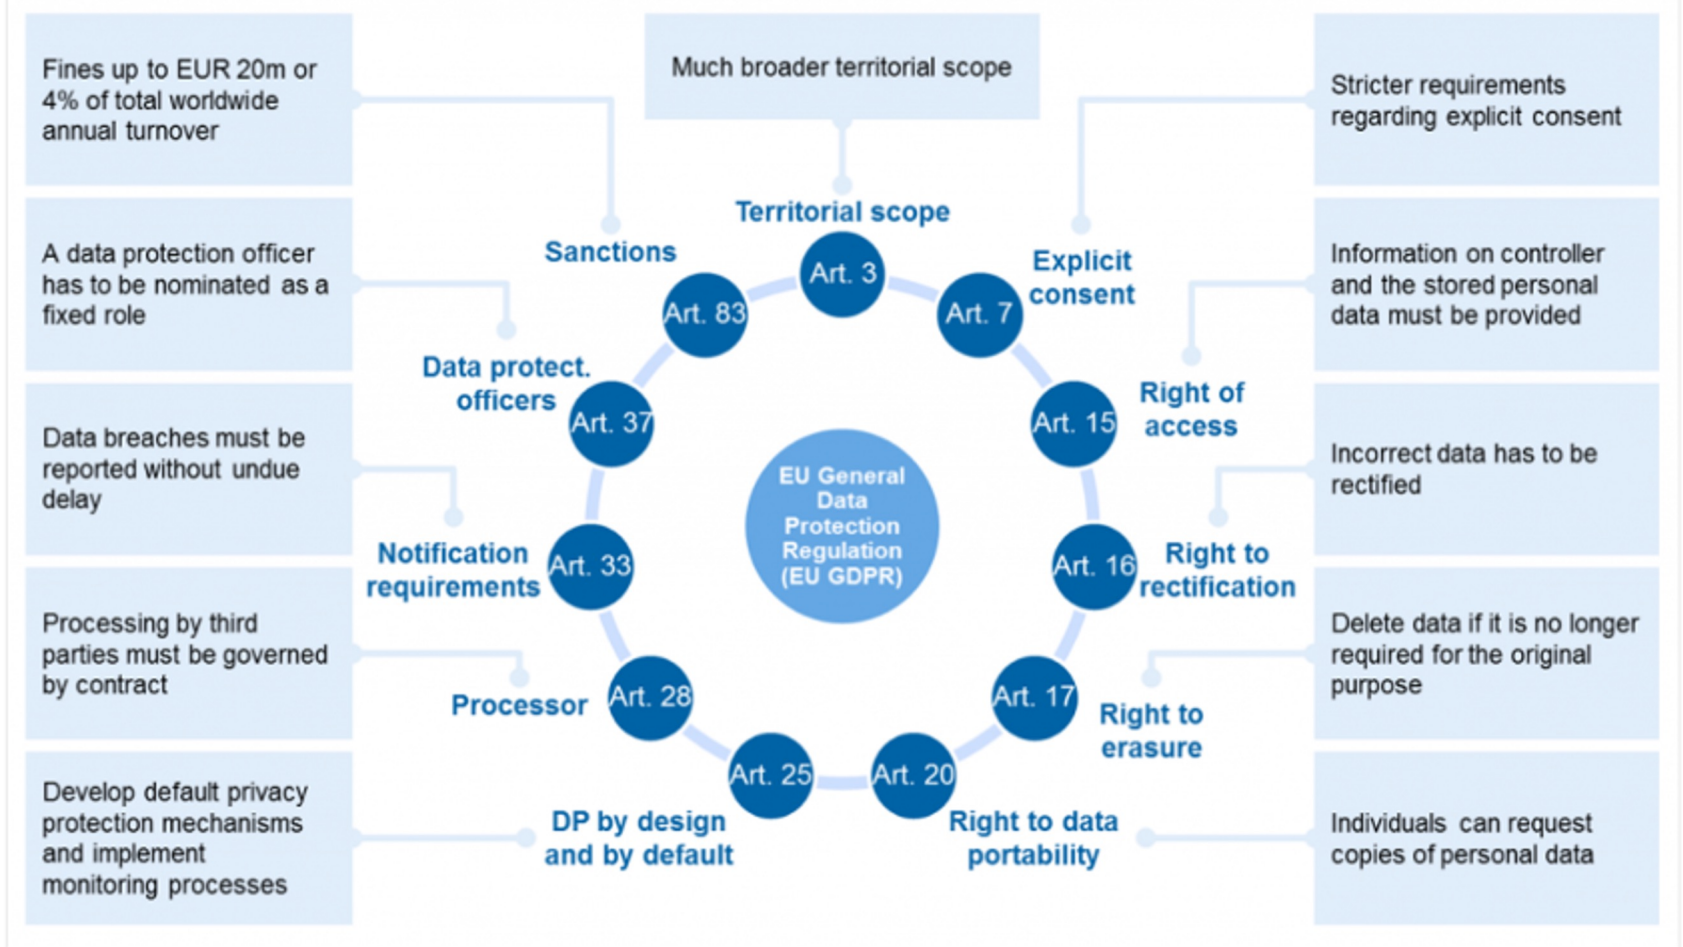 Fines up to EUR 20m or
4% of total worldwide
annual turnover
A data protection officer
has to be nominated as a
fixed role
Data breaches must be
reported without undue
delay
Processing by third
parties must be governed
by contract
Develop default privacy
protection mechanisms
and implement
monitoring processes
Much broader territorial scope
Territorial scope
Art. 3
Sanctions
Art. 83
Explicit
consent
Art. 7
Data protect.
officers
Art. 37
Right of
access
Art. 15
EU General
Data
Protection
Regulation
(EU GDPR)
Notification
requirements
Art. 33
Right to
rectification
Art. 16
Processor
Art. 28
Right to
erasure
Art. 17
DP by design
and by default
Art. 25
Right to data
portability
Art. 20
Stricter requirements
regarding explicit consent
Information on controller
and the stored personal
data must be provided
Incorrect data has to be
rectified
Delete data if it is no longer
required for the original
purpose
Individuals can request
copies of personal data